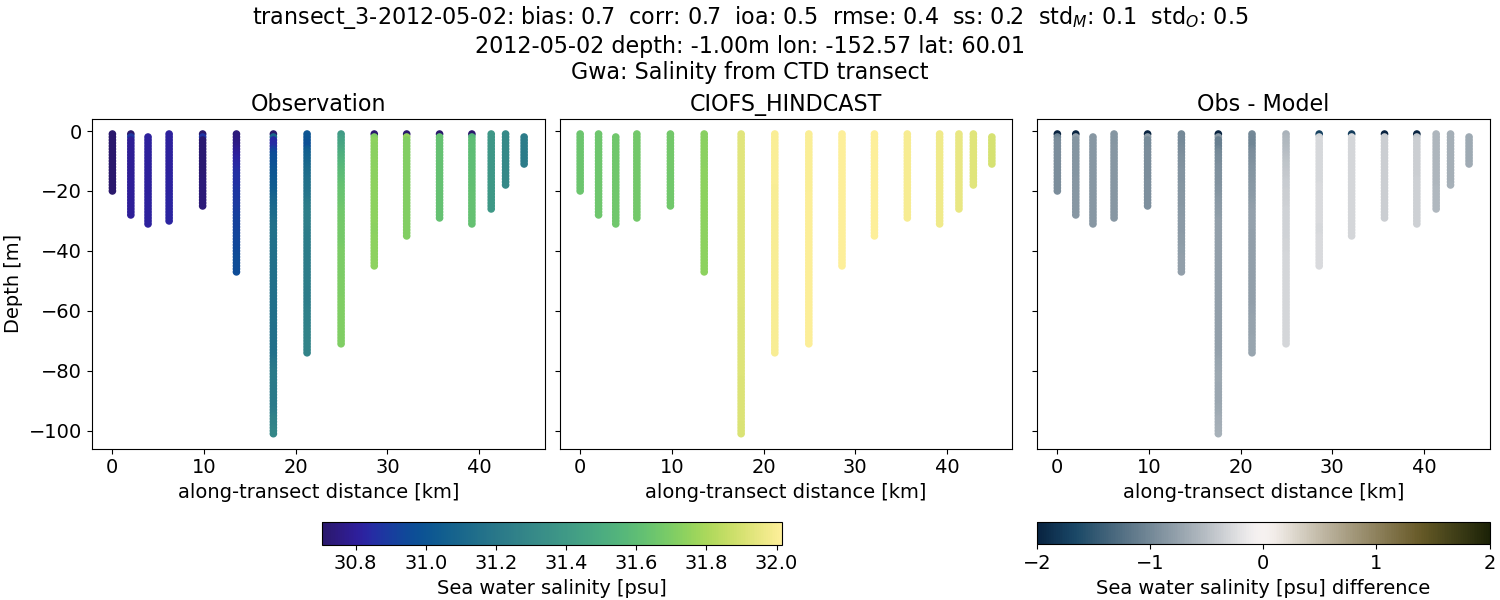 transect_3-2012-05-02: bias: 0.7 corr: 0.7 ioa: 0.5 rmse: 0.4 ss: 0.2 std_M: 0.1 std_O: 0.5
2012-05-02 depth: -1.00m lon: -152.57 lat: 60.01
Gwa: Salinity from CTD transect
Observation
CIOFS_HINDCAST
Obs - Model
Depth [m]
0
−20
−40
−60
−80
−100
0 10 20 30 40
0 10 20 30 40
0 10 20 30 40
along-transect distance [km]
along-transect distance [km]
along-transect distance [km]
30.8 31.0 31.2 31.4 31.6 31.8 32.0
Sea water salinity [psu]
−2 −1 0 1 2
Sea water salinity [psu] difference